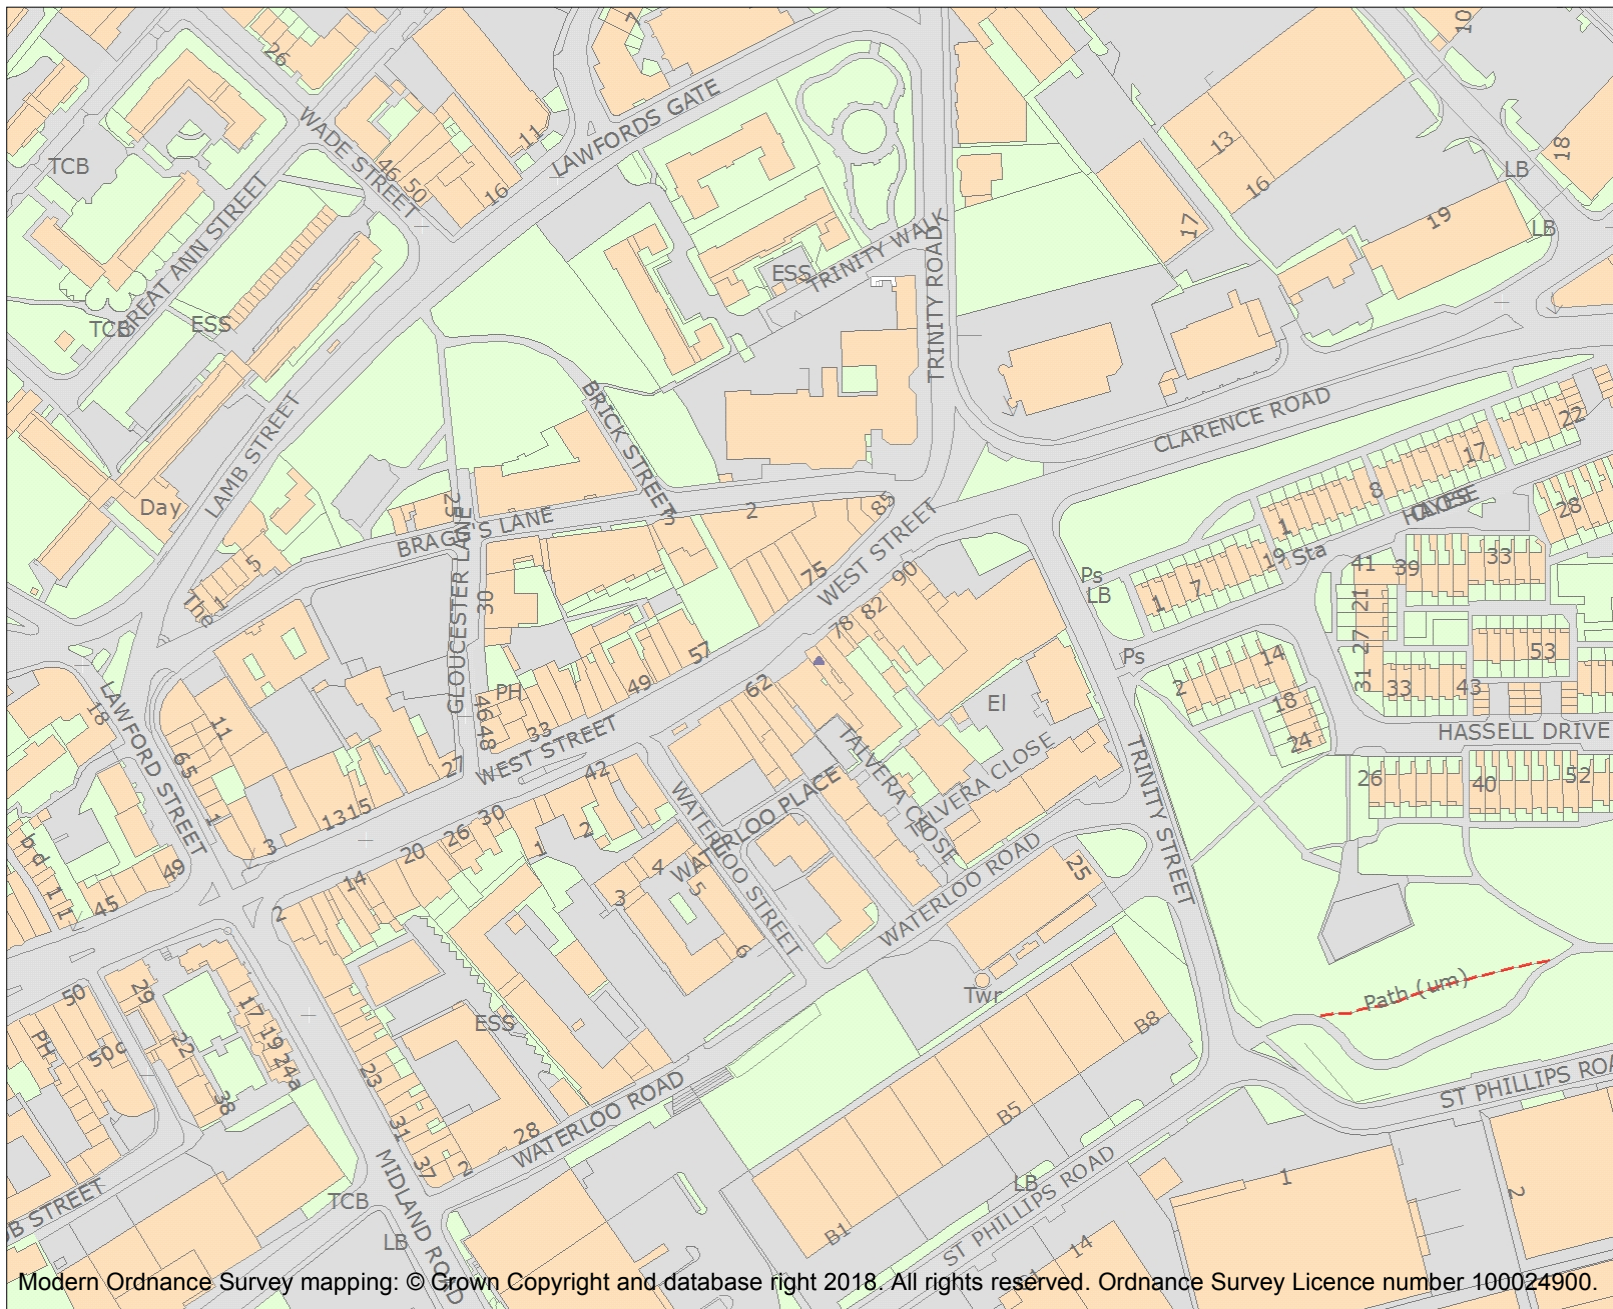 26
7
10
TCB
WADE STREET
46 50
11
16
LAWFORDS GATE
13
16
17
18
LB
19
LB
GREAT ANN STREET
TCB
ESS
ESS
TRINITY WALK
TRINITY ROAD
LAMB STREET
Day
BRICK STREET
CLARENCE ROAD
22
17
8
1
28
25
BRAGG'S LANE
3
2
85
WEST STREET
75
90
82
78
5
The 1
GLOUCESTER LANE
30
19 Sta
41
39
33
21
27
31
33
43
53
Ps
LB
1
7
Ps
2
14
18
24
HASSELL DRIVE
26
40
52
LAWFORD STREET
18
11
65
1
3
13 15
27
PH
46 48
33
49
57
62
WEST STREET
El
TALVERA CLOSE
TELVERA CLOSE
WATERLOO PLACE
WATERLOO STREET
WATERLOO ROAD
TRINITY STREET
25
42
30
26
20
14
2
1
2
3
4
5
6
b d
1
1
45
49
50
PH
50c
29
22
38
17
19
24a
23
31
37
2
28
ESS
WATERLOO ROAD
MIDLAND ROAD
TCB
LB
Twr
B8
B5
B1
Path (um)
ST PHILLIPS ROA
ST PHILLIPS ROAD
LB
14
1
2
UB STREET
Modern Ordnance Survey mapping: © Crown Copyright and database right 2018. All rights reserved. Ordnance Survey Licence number 100024900.